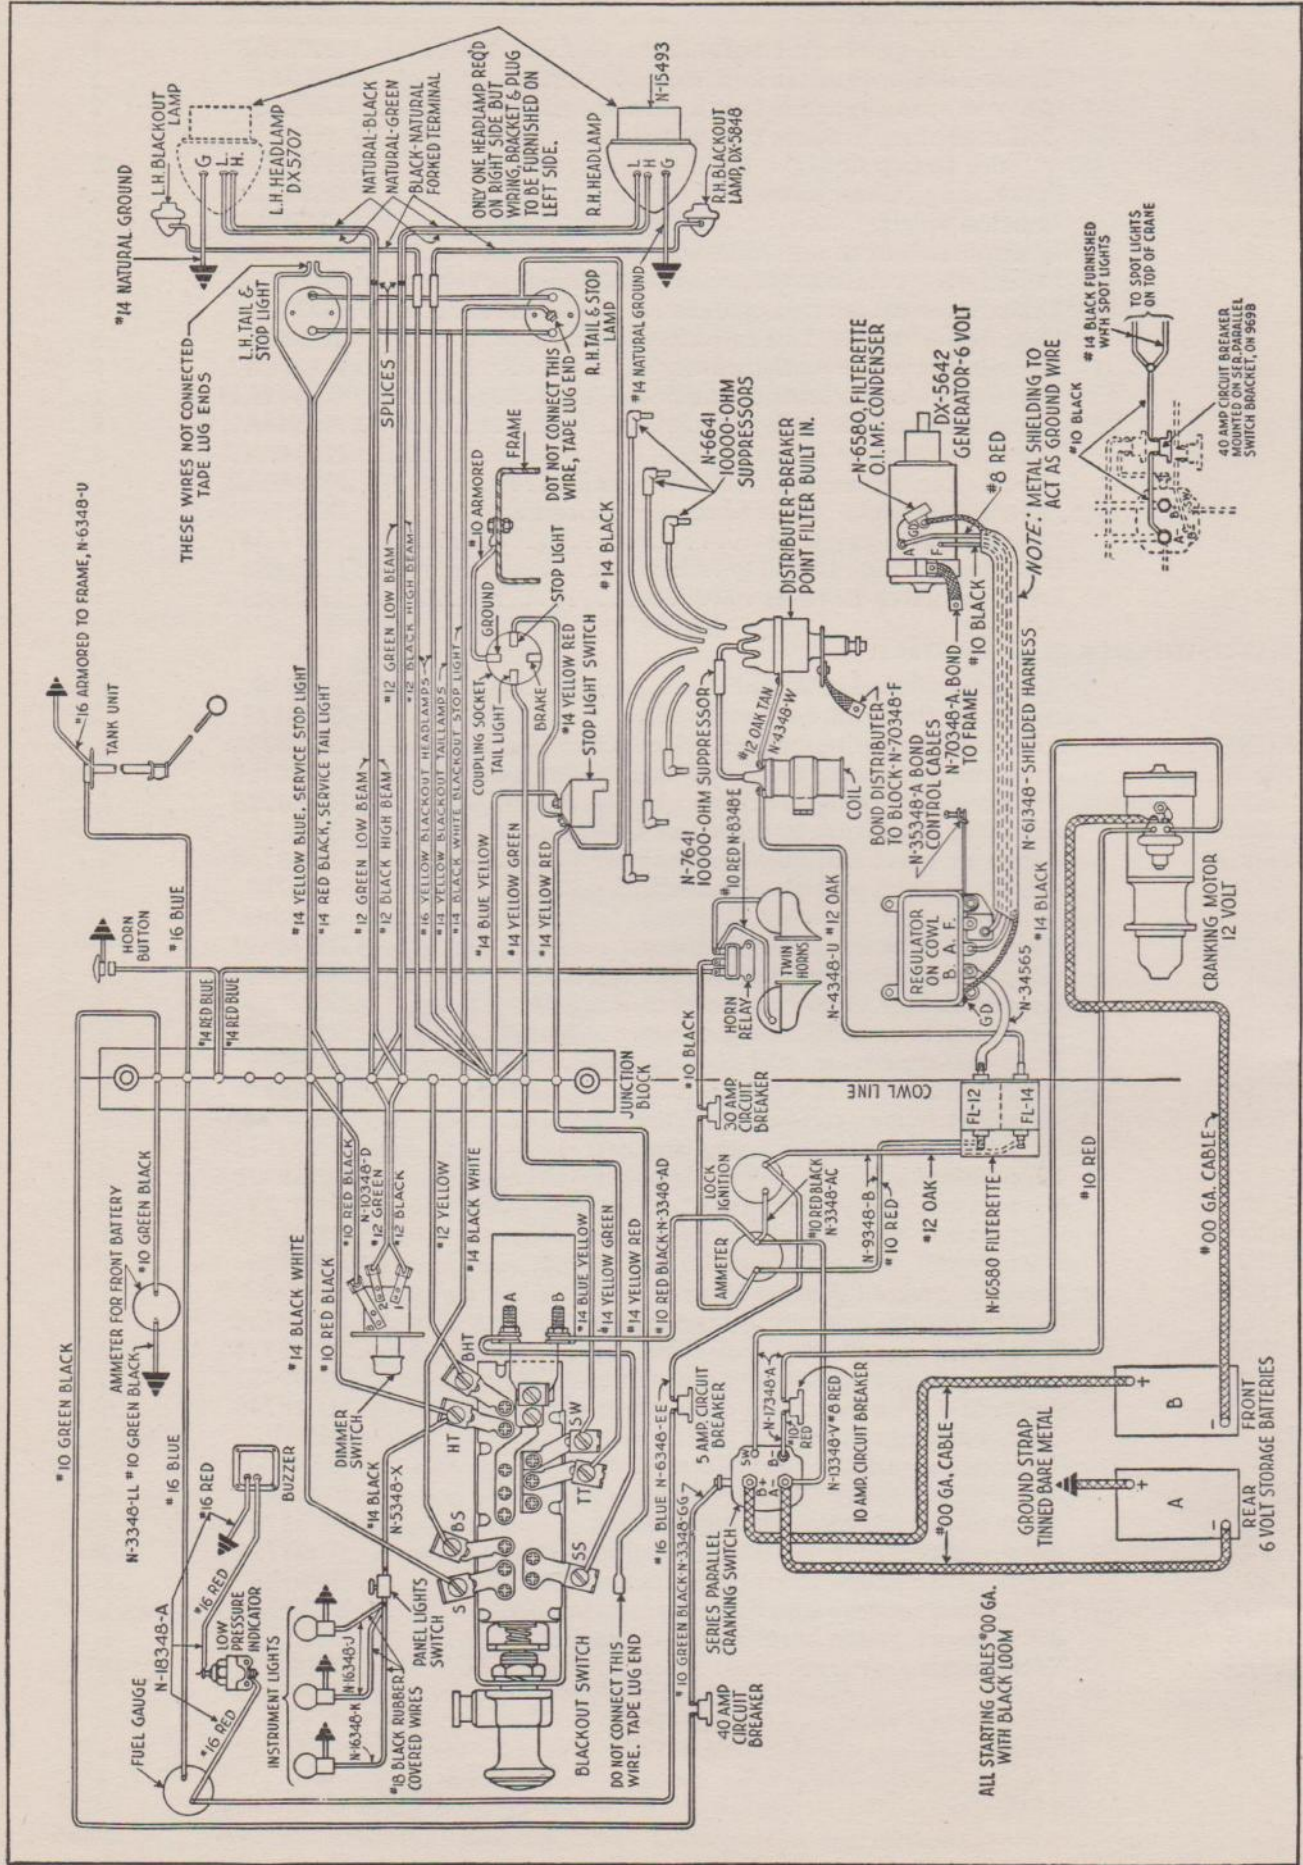 #14 NATURAL GROUND
L.H. BLACKOUT
LAMP
G
L.
H.
L.H. HEADLAMP
DX5707
NATURAL-BLACK
NATURAL-GREEN
BLACK-NATURAL
FORKED TERMINAL
ONLY ONE HEADLAMP REQ'D
ON RIGHT SIDE BUT
WIRING, BRACKET & PLUG
TO BE FURNISHED ON
LEFT SIDE.
R.H. HEADLAMP
N-15493
L
H
G
R.H. BLACKOUT
LAMP, DX-5848
THESE WIRES NOT CONNECTED
TAPE LUG ENDS
L.H. TAIL &
STOP LIGHT
SPLICES
R.H. TAIL & STOP
LAMP
DOT NOT CONNECT THIS
WIRE, TAPE LUG END
#14 NATURAL GROUND
#14 BLACK FURNISHED
WITH SPOT LIGHTS
TO SPOT LIGHTS
ON TOP OF CRANE
#10 BLACK
40 AMP CIRCUIT BREAKER
MOUNTED ON SER. PARALLEL
SWITCH BRACKET, ON 969B
A-
B-
B+
SW
#16 ARMORED TO FRAME, N-6348-U
TANK UNIT
#10 ARMORED
FRAME
GROUND
STOP LIGHT
#14 BLACK
COUPLING SOCKET
TAIL LIGHT
BRAKE
#14 YELLOW RED
STOP LIGHT SWITCH
N-6641
10000-OHM
SUPPRESSORS
N-6580, FILTERETTE
O.I.MF. CONDENSER
DX-5642
GENERATOR-6 VOLT
GD
A
F
#8 RED
NOTE: METAL SHIELDING TO
ACT AS GROUND WIRE
DISTRIBUTER-BREAKER
POINT FILTER BUILT IN.
#10 BLACK
N-70348-A. BOND
TO FRAME
BOND DISTRIBUTER
TO BLOCK-N-70348-F
N-35348-A BOND
CONTROL CABLES
N-61348- SHIELDED HARNESS
#12 OAK TAN
N-4348-W
COIL
N-7641
10000-OHM SUPPRESSOR
#10 RED N-8348E
#14 YELLOW BLUE, SERVICE STOP LIGHT
#14 RED BLACK, SERVICE TAIL LIGHT
#12 GREEN LOW BEAM
#12 BLACK HIGH BEAM
#12 GREEN LOW BEAM
#12 BLACK HIGH BEAM
#16 YELLOW BLACKOUT HEADLAMPS
#14 YELLOW BLACKOUT TAILLAMPS
#14 BLACK WHITE BLACKOUT STOP LIGHT
#14 BLUE YELLOW
#14 YELLOW GREEN
#14 YELLOW RED
HORN
BUTTON
#16 BLUE
#14 RED BLUE
#14 RED BLUE
TWIN
HORNS
HORN
RELAY
N-4348-U #12 OAK
REGULATOR
ON COWL
B. A. F.
GD
N-34565
#14 BLACK
CRANKING MOTOR
12 VOLT
JUNCTION
BLOCK
#10 BLACK
30 AMP
CIRCUIT
BREAKER
COWL LINE
FL-12
FL-14
#10 RED
#00 GA. CABLE
#10 GREEN BLACK
AMMETER FOR FRONT BATTERY
N-3348-LL #10 GREEN BLACK
#10 GREEN BLACK
#16 BLUE
#16 RED
BUZZER
#14 BLACK WHITE
#10 RED BLACK
#10 RED BLACK
N-10348-D
#12 GREEN
#12 BLACK
B
2
1
DIMMER
SWITCH
#12 YELLOW
#14 BLACK WHITE
#14 BLUE YELLOW
#14 YELLOW GREEN
#14 YELLOW RED
#10 RED BLACK-N-3348-AD
LOCK
IGNITION
AMMETER
#10 RED BLACK
N-3348-AC
N-9348-B
#10 RED
#12 OAK
N-16580 FILTERETTE
FUEL GAUGE
N-18348-A
#16 RED
#16 RED
LOW
PRESSURE
INDICATOR
INSTRUMENT LIGHTS
N-16348-J
N-16348-K
#18 BLACK RUBBER
COVERED WIRES
PANEL LIGHTS
SWITCH
#14 BLACK
N-5348-X
S
BS
HT
BHT
A
B
SW
TT
SS
BLACKOUT SWITCH
DO NOT CONNECT THIS
WIRE. TAPE LUG END
#16 BLUE N-6348-EE
#10 GREEN BLACK-N-3348-GG
5 AMP. CIRCUIT
BREAKER
40 AMP
CIRCUIT
BREAKER
SERIES PARALLEL
CRANKING SWITCH
SW
B+
B-
A-
N-17348-A
#10
RED
N-13348-V #8 RED
10 AMP. CIRCUIT BREAKER
#00 GA. CABLE
GROUND STRAP
TINNED BARE METAL
ALL STARTING CABLES #00 GA.
WITH BLACK LOOM
+
B
-
FRONT
+
A
-
REAR
6 VOLT STORAGE BATTERIES